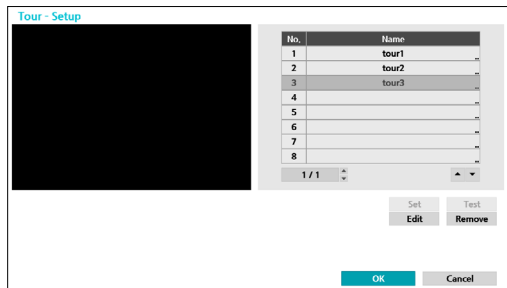 Tour - Setup
No. Name
1 tour1 ..
2 tour2 ..
3 tour3 ..
4 ..
5 ..
6 ..
7 ..
8 ..
1 / 1
Set Test
Edit Remove
OK Cancel